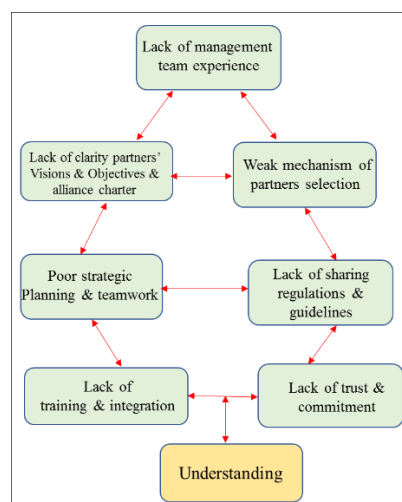 Lack of management
team experience
Lack of clarity partners’
Visions & Objectives &
alliance charter
Weak mechanism of
partners selection
Poor strategic
Planning & teamwork
Lack of sharing
regulations &
guidelines
Lack of
training & integration
Lack of trust &
commitment
Understanding